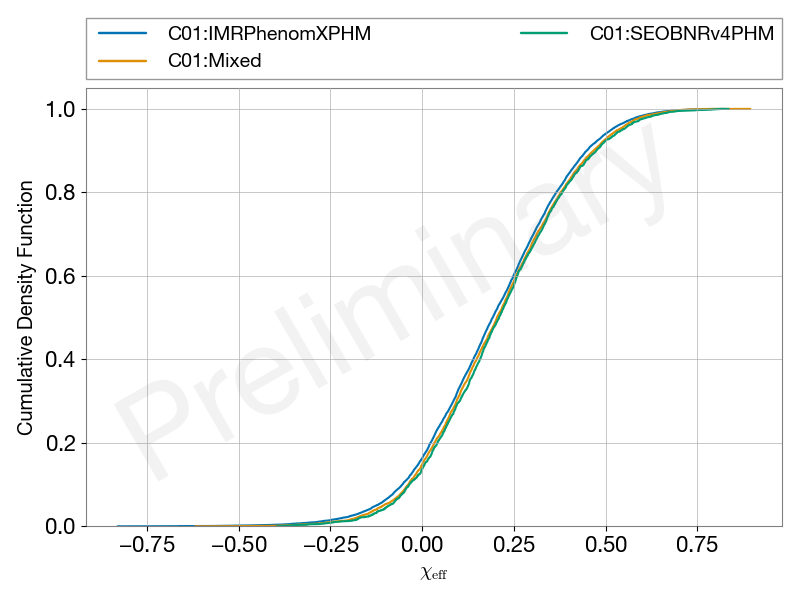 C01:IMRPhenomXPHM
C01:Mixed
C01:SEOBNRv4PHM
1.0
0.8
0.6
0.4
0.2
0.0
Cumulative Density Function
Preliminary
−0.75 −0.50 −0.25 0.00 0.25 0.50 0.75
χeff